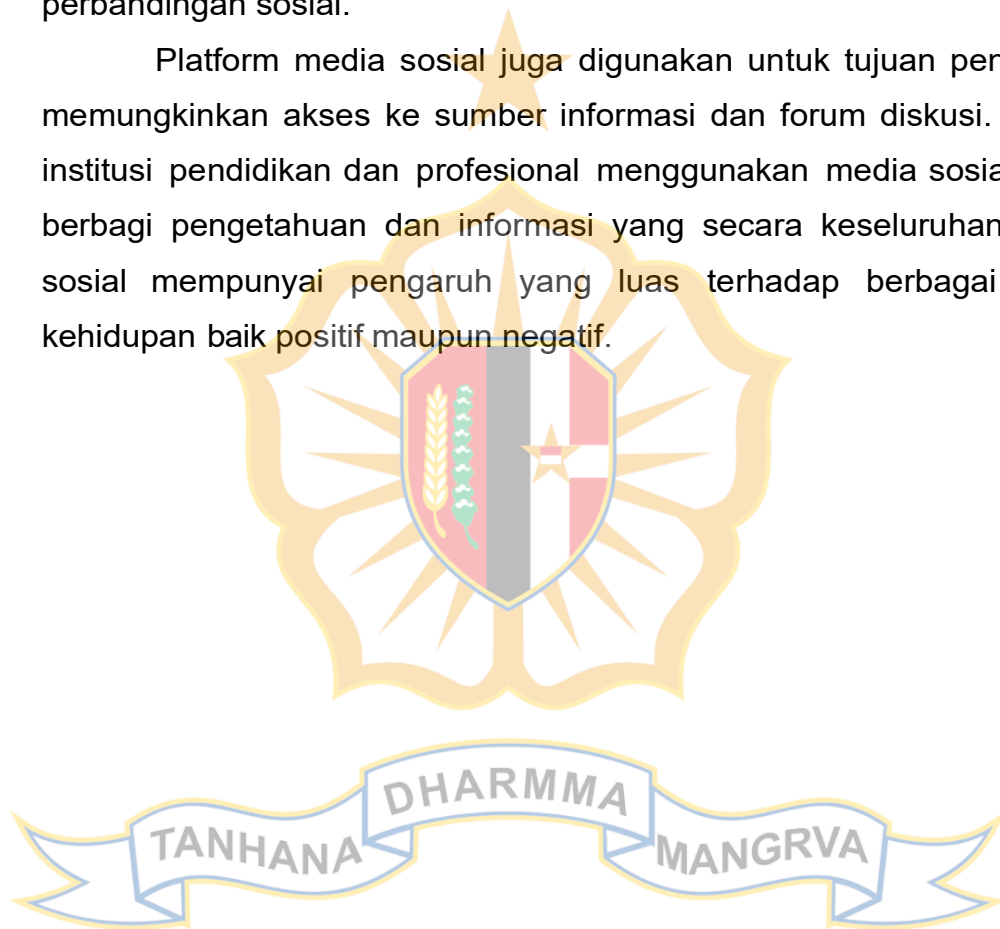 perbandingan sosial.
Platform media sosial juga digunakan untuk tujuan
memungkinkan akses ke sumber informasi dan forum diskusi.
institusi pendidikan dan profesional menggunakan media
berbagi pengetahuan dan informasi yang secara keseluruhan
sosial mempunyai pengaruh yang luas terhadap berbagai
kehidupan baik positif maupun negatif.
DHARMMA
TANHANA MANGRVA